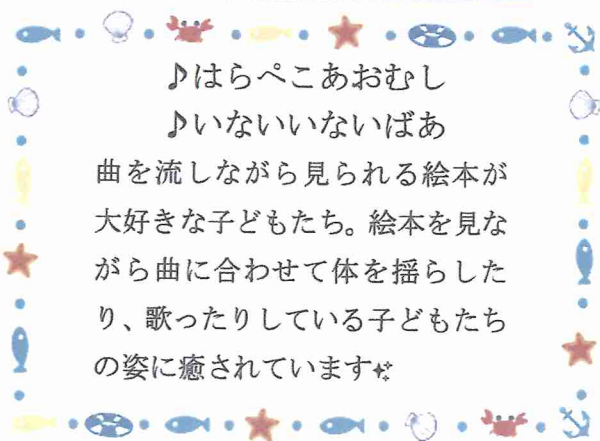 ♪はらぺこあおむし
♪いないいないばあ
曲を流しながら見られる絵本が
大好きな子どもたち。絵本を見な
がら曲に合わせて体を揺らした
り、歌ったりしている子どもたち
の姿に癒されています✨